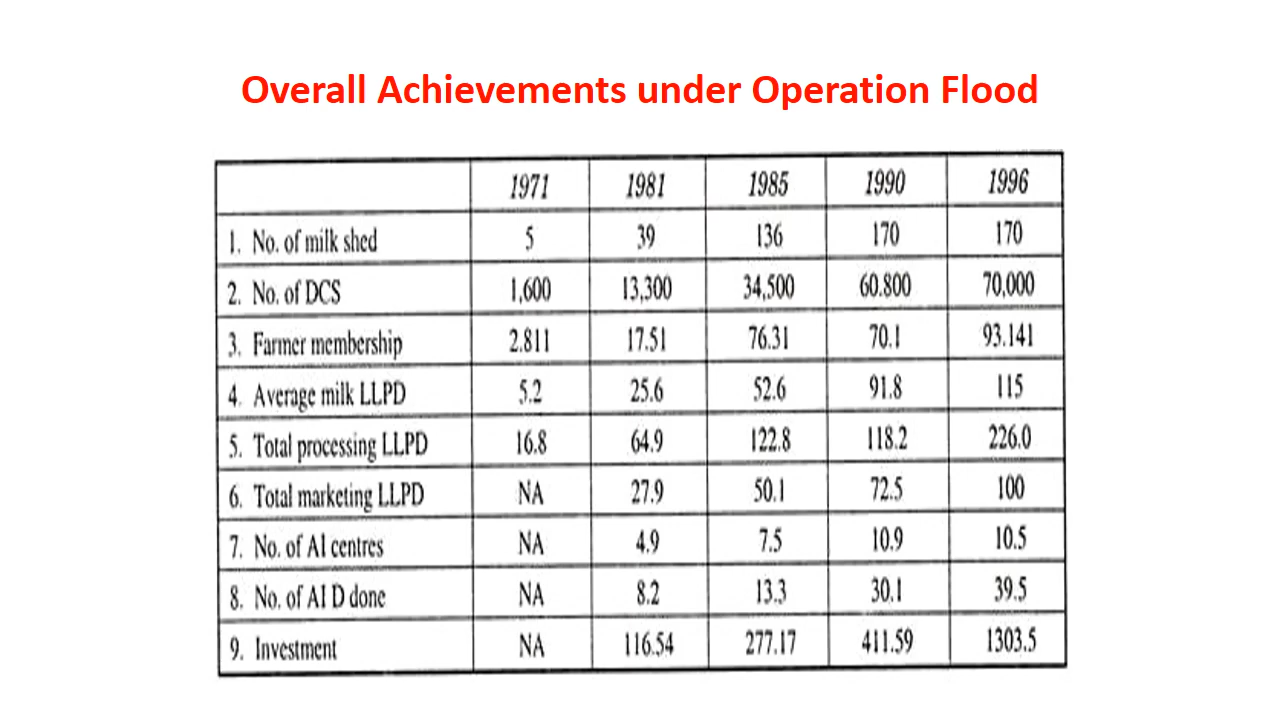 Overall Achievements under Operation Flood
1971 1981 1985 1990 1996
1. No. of milk shed 5 39 136 170 170
2. No. of DCS 1,600 13,300 34,500 60.800 70,000
3. Farmer membership 2.811 17.51 76.31 70.1 93.141
4. Average milk LLPD 5.2 25.6 52.6 91.8 115
5. Total processing LLPD 16.8 64.9 122.8 118.2 226.0
6. Total marketing LLPD NA 27.9 50.1 72.5 100
7. No. of AI centres NA 4.9 7.5 10.9 10.5
8. No. of AI D done NA 8.2 13.3 30.1 39.5
9. Investment NA 116.54 277.17 411.59 1303.5